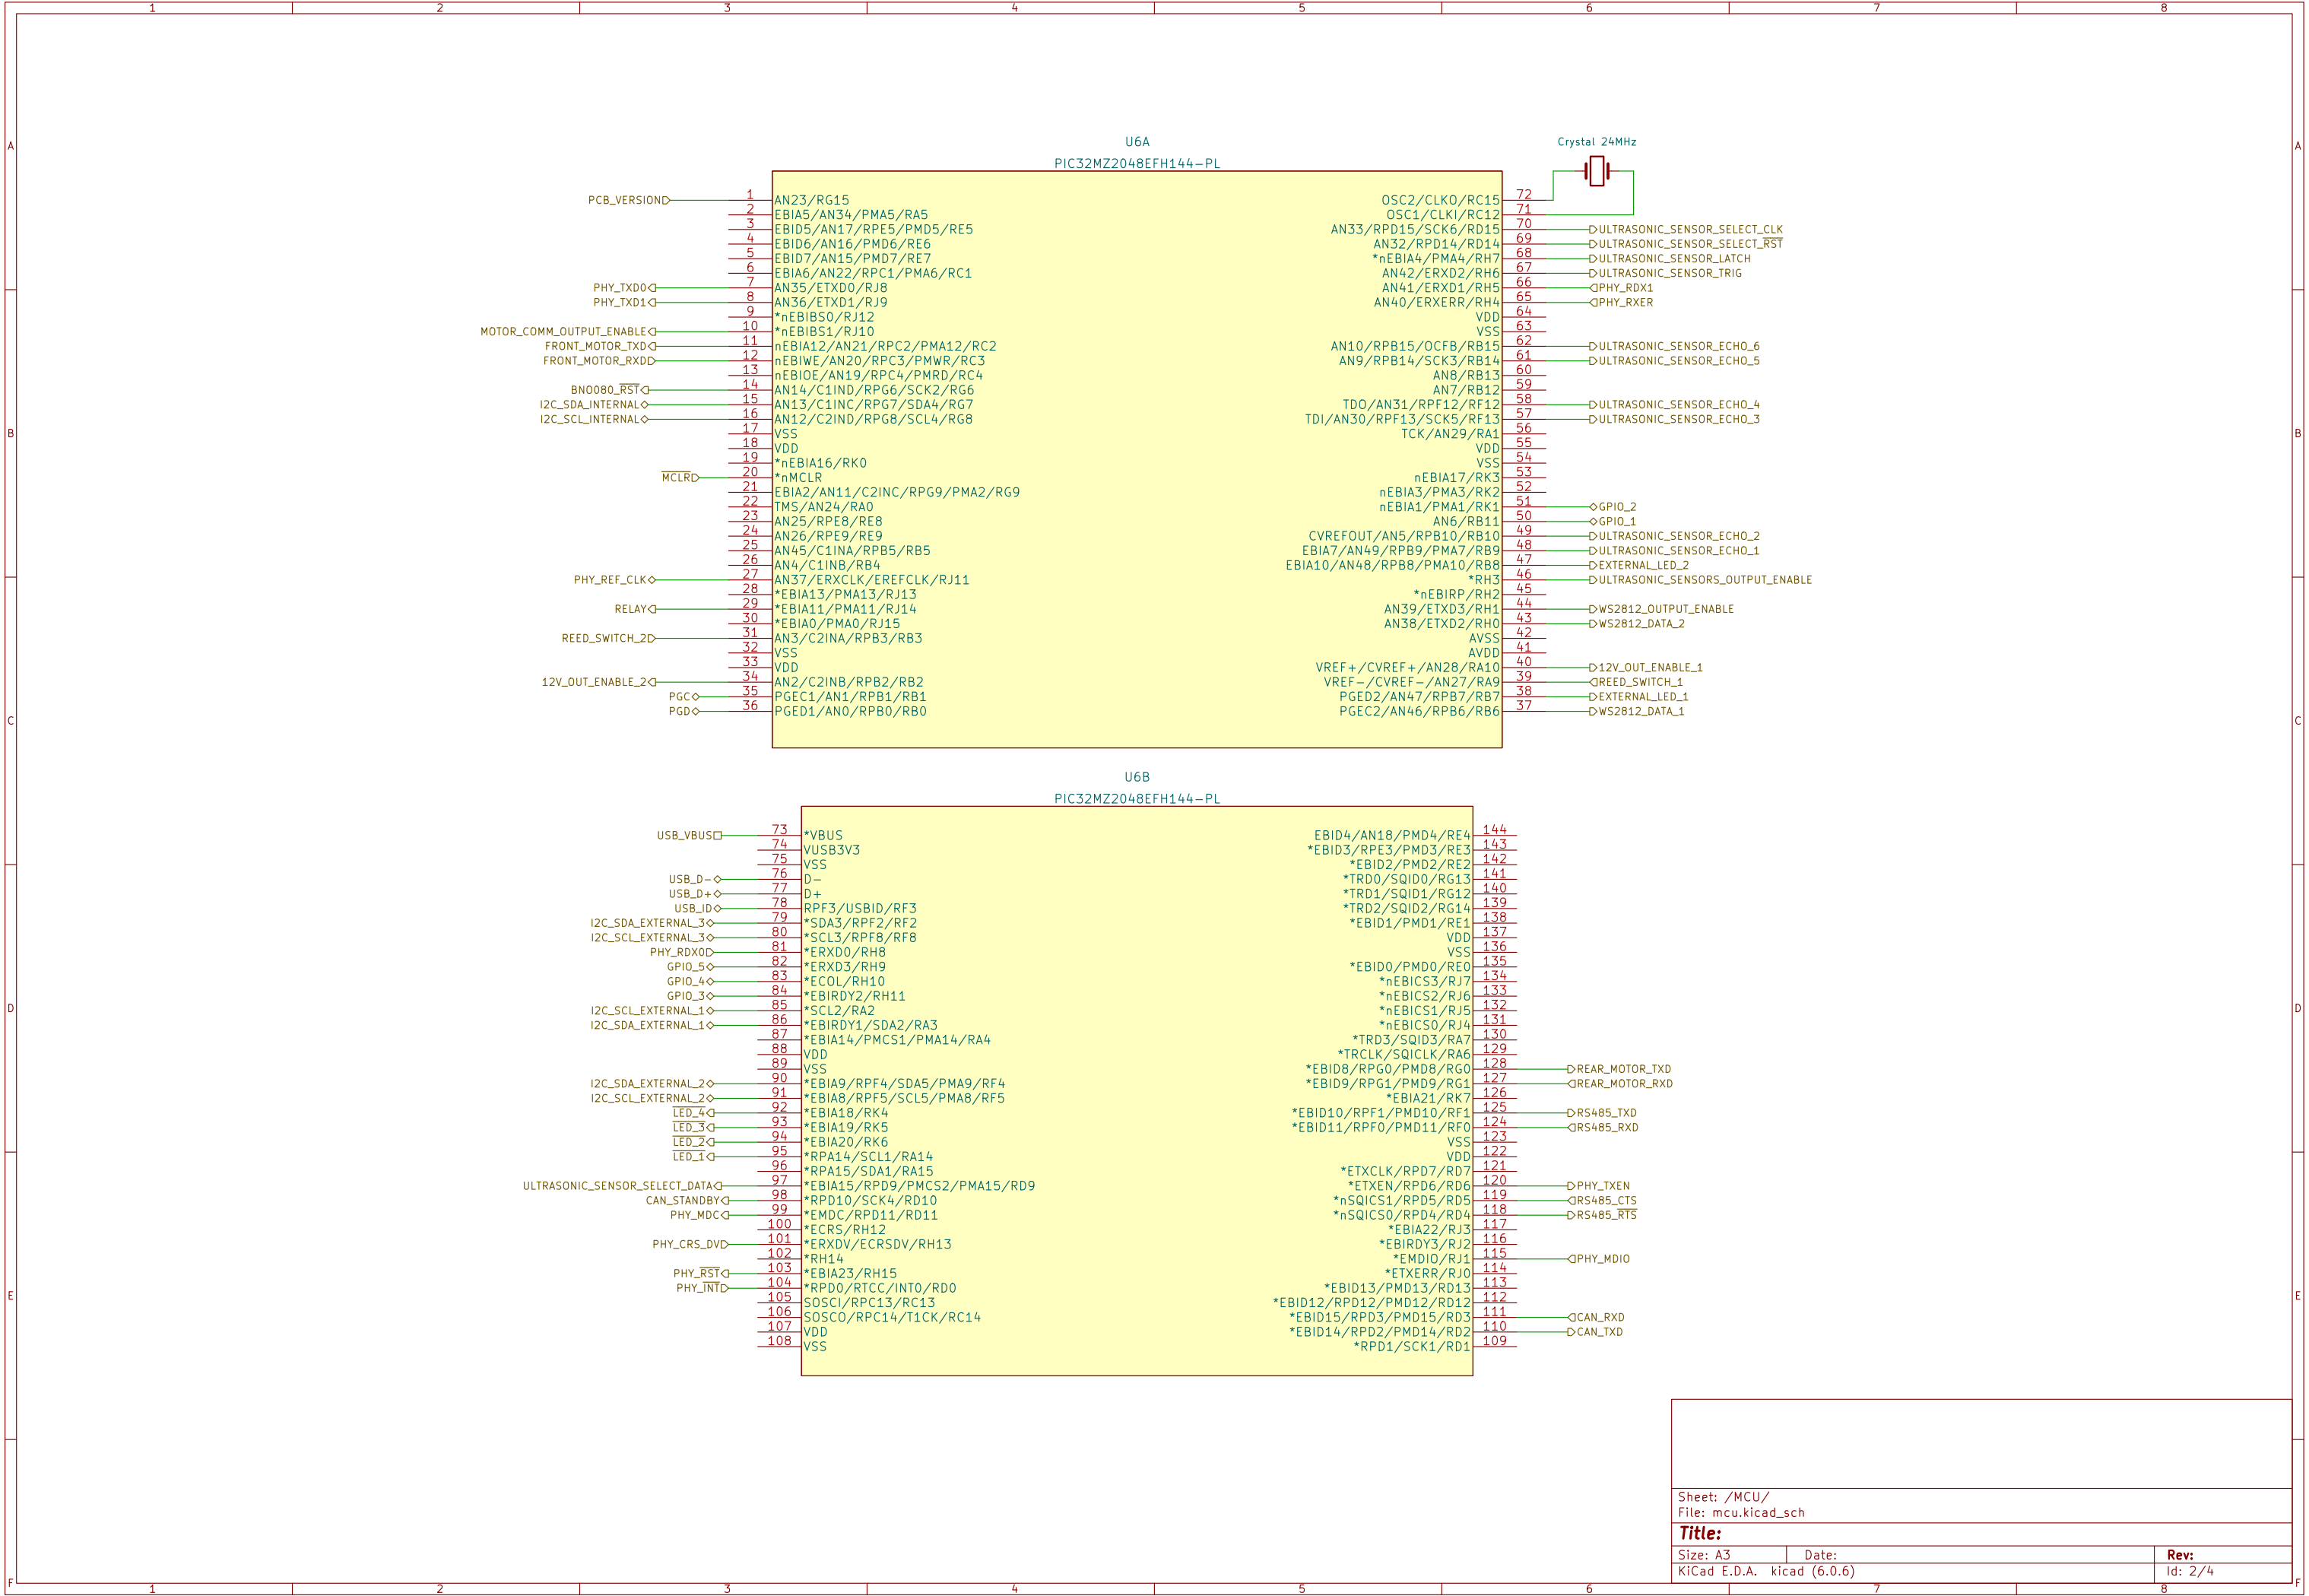 1 2 3 4 5 6 7 8
A A
B B
C C
D D
E E
F F
U6A
PIC32MZ2048EFH144-PL
Crystal 24MHz
PCB_VERSION 1 AN23/RG15
2 EBIA5/AN34/PMA5/RA5
3 EBID5/AN17/RPE5/PMD5/RE5
4 EBID6/AN16/PMD6/RE6
5 EBID7/AN15/PMD7/RE7
6 EBIA6/AN22/RPC1/PMA6/RC1
PHY_TXD0 7 AN35/ETXD0/RJ8
PHY_TXD1 8 AN36/ETXD1/RJ9
9 *nEBIBS0/RJ12
MOTOR_COMM_OUTPUT_ENABLE 10 *nEBIBS1/RJ10
FRONT_MOTOR_TXD 11 nEBIA12/AN21/RPC2/PMA12/RC2
FRONT_MOTOR_RXD 12 nEBIWE/AN20/RPC3/PMWR/RC3
13 nEBIOE/AN19/RPC4/PMRD/RC4
BNO080_RST 14 AN14/C1IND/RPG6/SCK2/RG6
I2C_SDA_INTERNAL 15 AN13/C1INC/RPG7/SDA4/RG7
I2C_SCL_INTERNAL 16 AN12/C2IND/RPG8/SCL4/RG8
17 VSS
18 VDD
19 *nEBIA16/RK0
MCLR 20 *nMCLR
21 EBIA2/AN11/C2INC/RPG9/PMA2/RG9
22 TMS/AN24/RA0
23 AN25/RPE8/RE8
24 AN26/RPE9/RE9
25 AN45/C1INA/RPB5/RB5
26 AN4/C1INB/RB4
PHY_REF_CLK 27 AN37/ERXCLK/EREFCLK/RJ11
28 *EBIA13/PMA13/RJ13
RELAY 29 *EBIA11/PMA11/RJ14
30 *EBIA0/PMA0/RJ15
REED_SWITCH_2 31 AN3/C2INA/RPB3/RB3
32 VSS
33 VDD
12V_OUT_ENABLE_2 34 AN2/C2INB/RPB2/RB2
PGC 35 PGEC1/AN1/RPB1/RB1
PGD 36 PGED1/AN0/RPB0/RB0
OSC2/CLKO/RC15 72
OSC1/CLKI/RC12 71
AN33/RPD15/SCK6/RD15 70 ULTRASONIC_SENSOR_SELECT_CLK
AN32/RPD14/RD14 69 ULTRASONIC_SENSOR_SELECT_RST
*nEBIA4/PMA4/RH7 68 ULTRASONIC_SENSOR_LATCH
AN42/ERXD2/RH6 67 ULTRASONIC_SENSOR_TRIG
AN41/ERXD1/RH5 66 PHY_RDX1
AN40/ERXERR/RH4 65 PHY_RXER
VDD 64
VSS 63
AN10/RPB15/OCFB/RB15 62 ULTRASONIC_SENSOR_ECHO_6
AN9/RPB14/SCK3/RB14 61 ULTRASONIC_SENSOR_ECHO_5
AN8/RB13 60
AN7/RB12 59
TDO/AN31/RPF12/RF12 58 ULTRASONIC_SENSOR_ECHO_4
TDI/AN30/RPF13/SCK5/RF13 57 ULTRASONIC_SENSOR_ECHO_3
TCK/AN29/RA1 56
VDD 55
VSS 54
nEBIA17/RK3 53
nEBIA3/PMA3/RK2 52
nEBIA1/PMA1/RK1 51 GPIO_2
AN6/RB11 50 GPIO_1
CVREFOUT/AN5/RPB10/RB10 49 ULTRASONIC_SENSOR_ECHO_2
EBIA7/AN49/RPB9/PMA7/RB9 48 ULTRASONIC_SENSOR_ECHO_1
EBIA10/AN48/RPB8/PMA10/RB8 47 EXTERNAL_LED_2
*RH3 46 ULTRASONIC_SENSORS_OUTPUT_ENABLE
*nEBIRP/RH2 45
AN39/ETXD3/RH1 44 WS2812_OUTPUT_ENABLE
AN38/ETXD2/RH0 43 WS2812_DATA_2
AVSS 42
AVDD 41
VREF+/CVREF+/AN28/RA10 40 12V_OUT_ENABLE_1
VREF-/CVREF-/AN27/RA9 39 REED_SWITCH_1
PGED2/AN47/RPB7/RB7 38 EXTERNAL_LED_1
PGEC2/AN46/RPB6/RB6 37 WS2812_DATA_1
U6B
PIC32MZ2048EFH144-PL
USB_VBUS 73 *VBUS
74 VUSB3V3
75 VSS
USB_D- 76 D-
USB_D+ 77 D+
USB_ID 78 RPF3/USBID/RF3
I2C_SDA_EXTERNAL_3 79 *SDA3/RPF2/RF2
I2C_SCL_EXTERNAL_3 80 *SCL3/RPF8/RF8
PHY_RDX0 81 *ERXD0/RH8
GPIO_5 82 *ERXD3/RH9
GPIO_4 83 *ECOL/RH10
GPIO_3 84 *EBIRDY2/RH11
I2C_SCL_EXTERNAL_1 85 *SCL2/RA2
I2C_SDA_EXTERNAL_1 86 *EBIRDY1/SDA2/RA3
87 *EBIA14/PMCS1/PMA14/RA4
88 VDD
89 VSS
I2C_SDA_EXTERNAL_2 90 *EBIA9/RPF4/SDA5/PMA9/RF4
I2C_SCL_EXTERNAL_2 91 *EBIA8/RPF5/SCL5/PMA8/RF5
LED_4 92 *EBIA18/RK4
LED_3 93 *EBIA19/RK5
LED_2 94 *EBIA20/RK6
LED_1 95 *RPA14/SCL1/RA14
96 *RPA15/SDA1/RA15
ULTRASONIC_SENSOR_SELECT_DATA 97 *EBIA15/RPD9/PMCS2/PMA15/RD9
CAN_STANDBY 98 *RPD10/SCK4/RD10
PHY_MDC 99 *EMDC/RPD11/RD11
100 *ECRS/RH12
PHY_CRS_DV 101 *ERXDV/ECRSDV/RH13
102 *RH14
PHY_RST 103 *EBIA23/RH15
PHY_INT 104 *RPD0/RTCC/INT0/RD0
105 SOSCI/RPC13/RC13
106 SOSCO/RPC14/T1CK/RC14
107 VDD
108 VSS
EBID4/AN18/PMD4/RE4 144
*EBID3/RPE3/PMD3/RE3 143
*EBID2/PMD2/RE2 142
*TRD0/SQID0/RG13 141
*TRD1/SQID1/RG12 140
*TRD2/SQID2/RG14 139
*EBID1/PMD1/RE1 138
VDD 137
VSS 136
*EBID0/PMD0/RE0 135
*nEBICS3/RJ7 134
*nEBICS2/RJ6 133
*nEBICS1/RJ5 132
*nEBICS0/RJ4 131
*TRD3/SQID3/RA7 130
*TRCLK/SQICLK/RA6 129
*EBID8/RPG0/PMD8/RG0 128 REAR_MOTOR_TXD
*EBID9/RPG1/PMD9/RG1 127 REAR_MOTOR_RXD
*EBIA21/RK7 126
*EBID10/RPF1/PMD10/RF1 125 RS485_TXD
*EBID11/RPF0/PMD11/RF0 124 RS485_RXD
VSS 123
VDD 122
*ETXCLK/RPD7/RD7 121
*ETXEN/RPD6/RD6 120 PHY_TXEN
*nSQICS1/RPD5/RD5 119 RS485_CTS
*nSQICS0/RPD4/RD4 118 RS485_RTS
*EBIA22/RJ3 117
*EBIRDY3/RJ2 116
*EMDIO/RJ1 115 PHY_MDIO
*ETXERR/RJ0 114
*EBID13/PMD13/RD13 113
*EBID12/RPD12/PMD12/RD12 112
*EBID15/RPD3/PMD15/RD3 111 CAN_RXD
*EBID14/RPD2/PMD14/RD2 110 CAN_TXD
*RPD1/SCK1/RD1 109
Sheet: /MCU/
File: mcu.kicad_sch
Title:
Size: A3 Date: Rev:
KiCad E.D.A. kicad (6.0.6) Id: 2/4
1 2 3 4 5 6 7 8